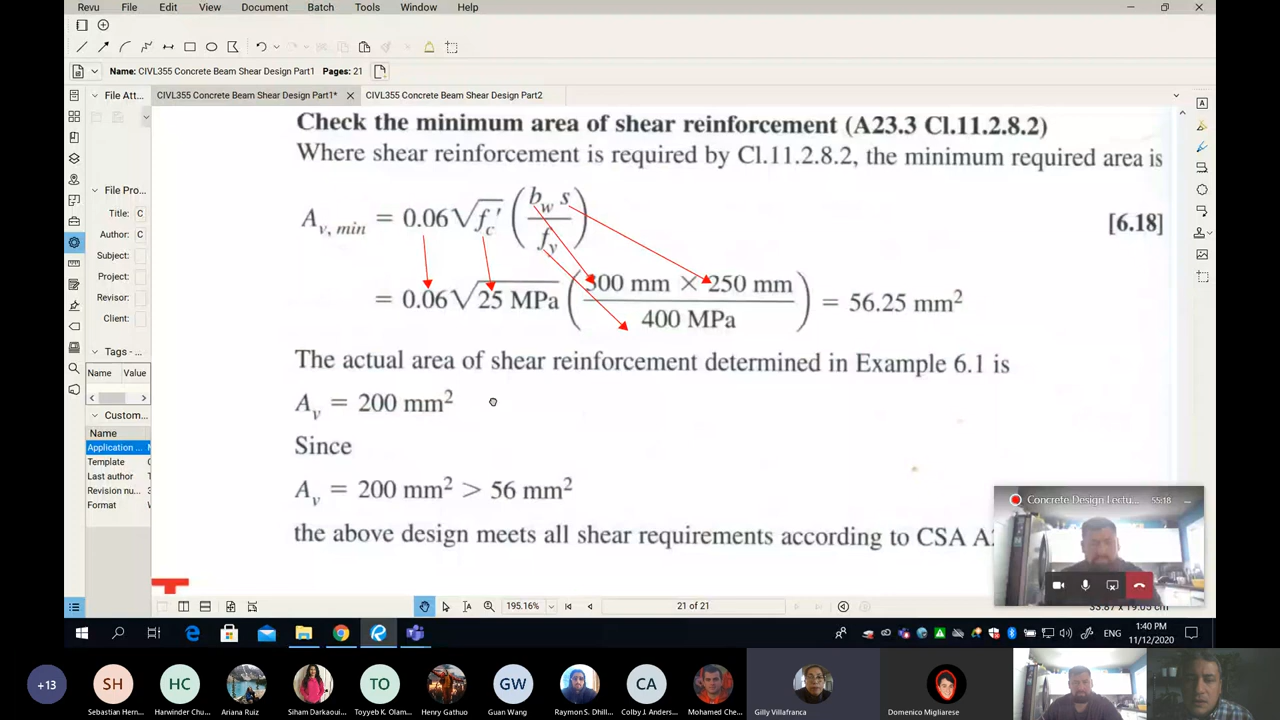 Revu File Edit View Document Batch Tools Window Help
Name: CIVL355 Concrete Beam Shear Design Part1 Pages: 21
File Att... CIVL355 Concrete Beam Shear Design Part1* CIVL355 Concrete Beam Shear Design Part2
File Pro...
Title: C
Author: C
Subject:
Project:
Revisor:
Client:
Tags -
Name Value
Custom...
Name
Application ...
Template
Last author
Revision nu...
Format
Check the minimum area of shear reinforcement (A23.3 Cl.11.2.8.2)
Where shear reinforcement is required by Cl.11.2.8.2, the minimum required area is
A_{v, min} = 0.06 √f_c' (b_w s / f_y) [6.18]
= 0.06 √25 MPa (300 mm × 250 mm / 400 MPa) = 56.25 mm²
The actual area of shear reinforcement determined in Example 6.1 is
A_v = 200 mm²
Since
A_v = 200 mm² > 56 mm²
the above design meets all shear requirements according to CSA A2
Concrete Design Lectu... 55:18
195.16% 21 of 21 33.87 x 19.05 cm
ENG 1:40 PM
11/12/2020
+13 SH HC TO GW CA
Sebastian Hern... Harwinder Chu... Ariana Ruiz Siham Darkaoui... Toyyeb K. Olam... Henry Gathuo Guan Wang Raymon S. Dhill... Colby J. Anders... Mohamed Che... Gilly Villafranca Domenico Migliarese